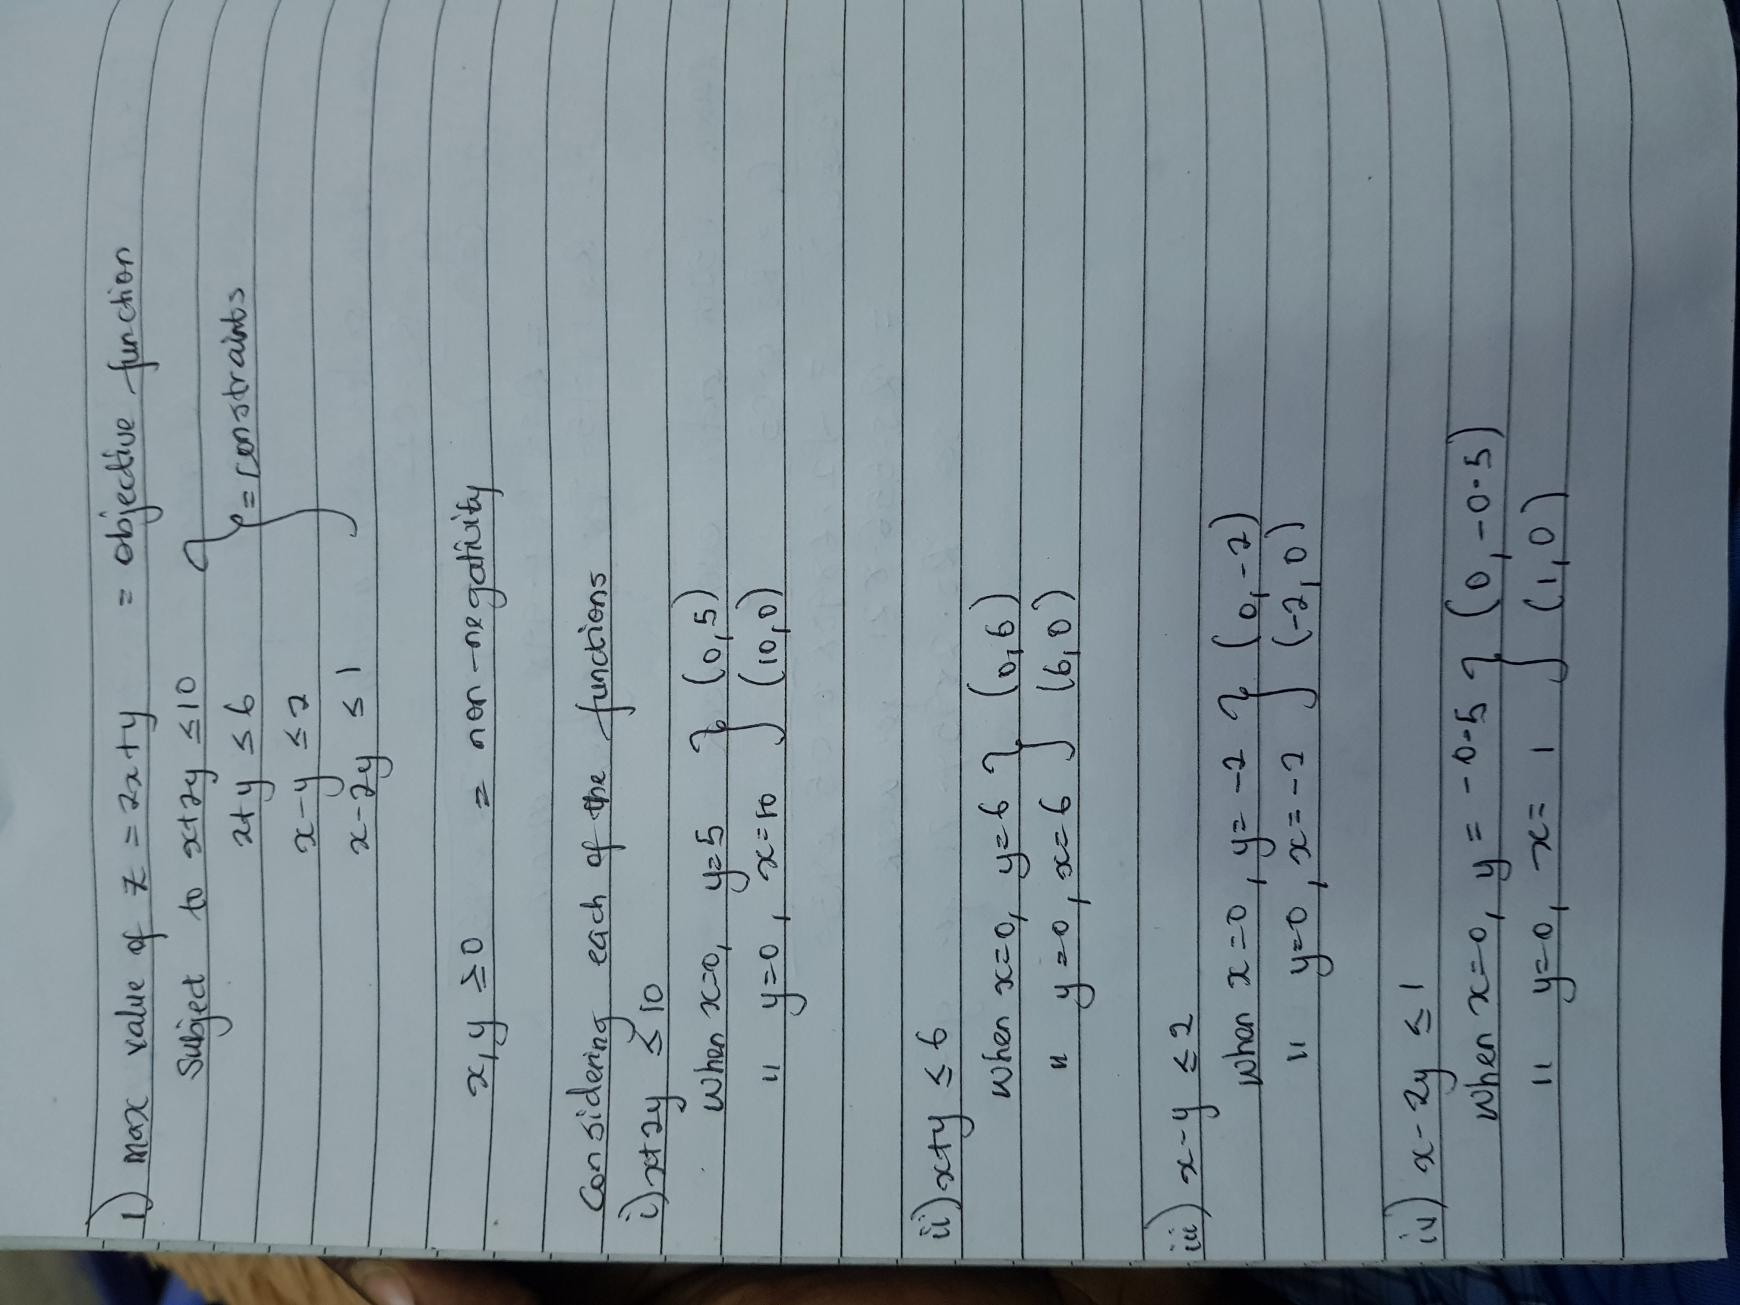 1) Max value of z = 2x+y = objective function
Subject to x+2y ≤ 10
x+y ≤ 6 } = constraints
x-y ≤ 2
x-2y ≤ 1
x,y ≥0 = non-negativity
Considering each of the functions
i) x+2y ≤ 10
When x=0, y=5 } (0,5)
" y=0, x=10 } (10,0)
ii) x+y ≤ 6
When x=0, y=6 } (0,6)
" y=0, x=6 } (6,0)
iii) x-y ≤ 2
When x=0, y=-2 } (0,-2)
" y=0, x=-2 } (-2,0)
iv) x-2y ≤ 1
When x=0, y = -0.5 } (0,-0.5)
" y=0, x= 1 } (1,0)